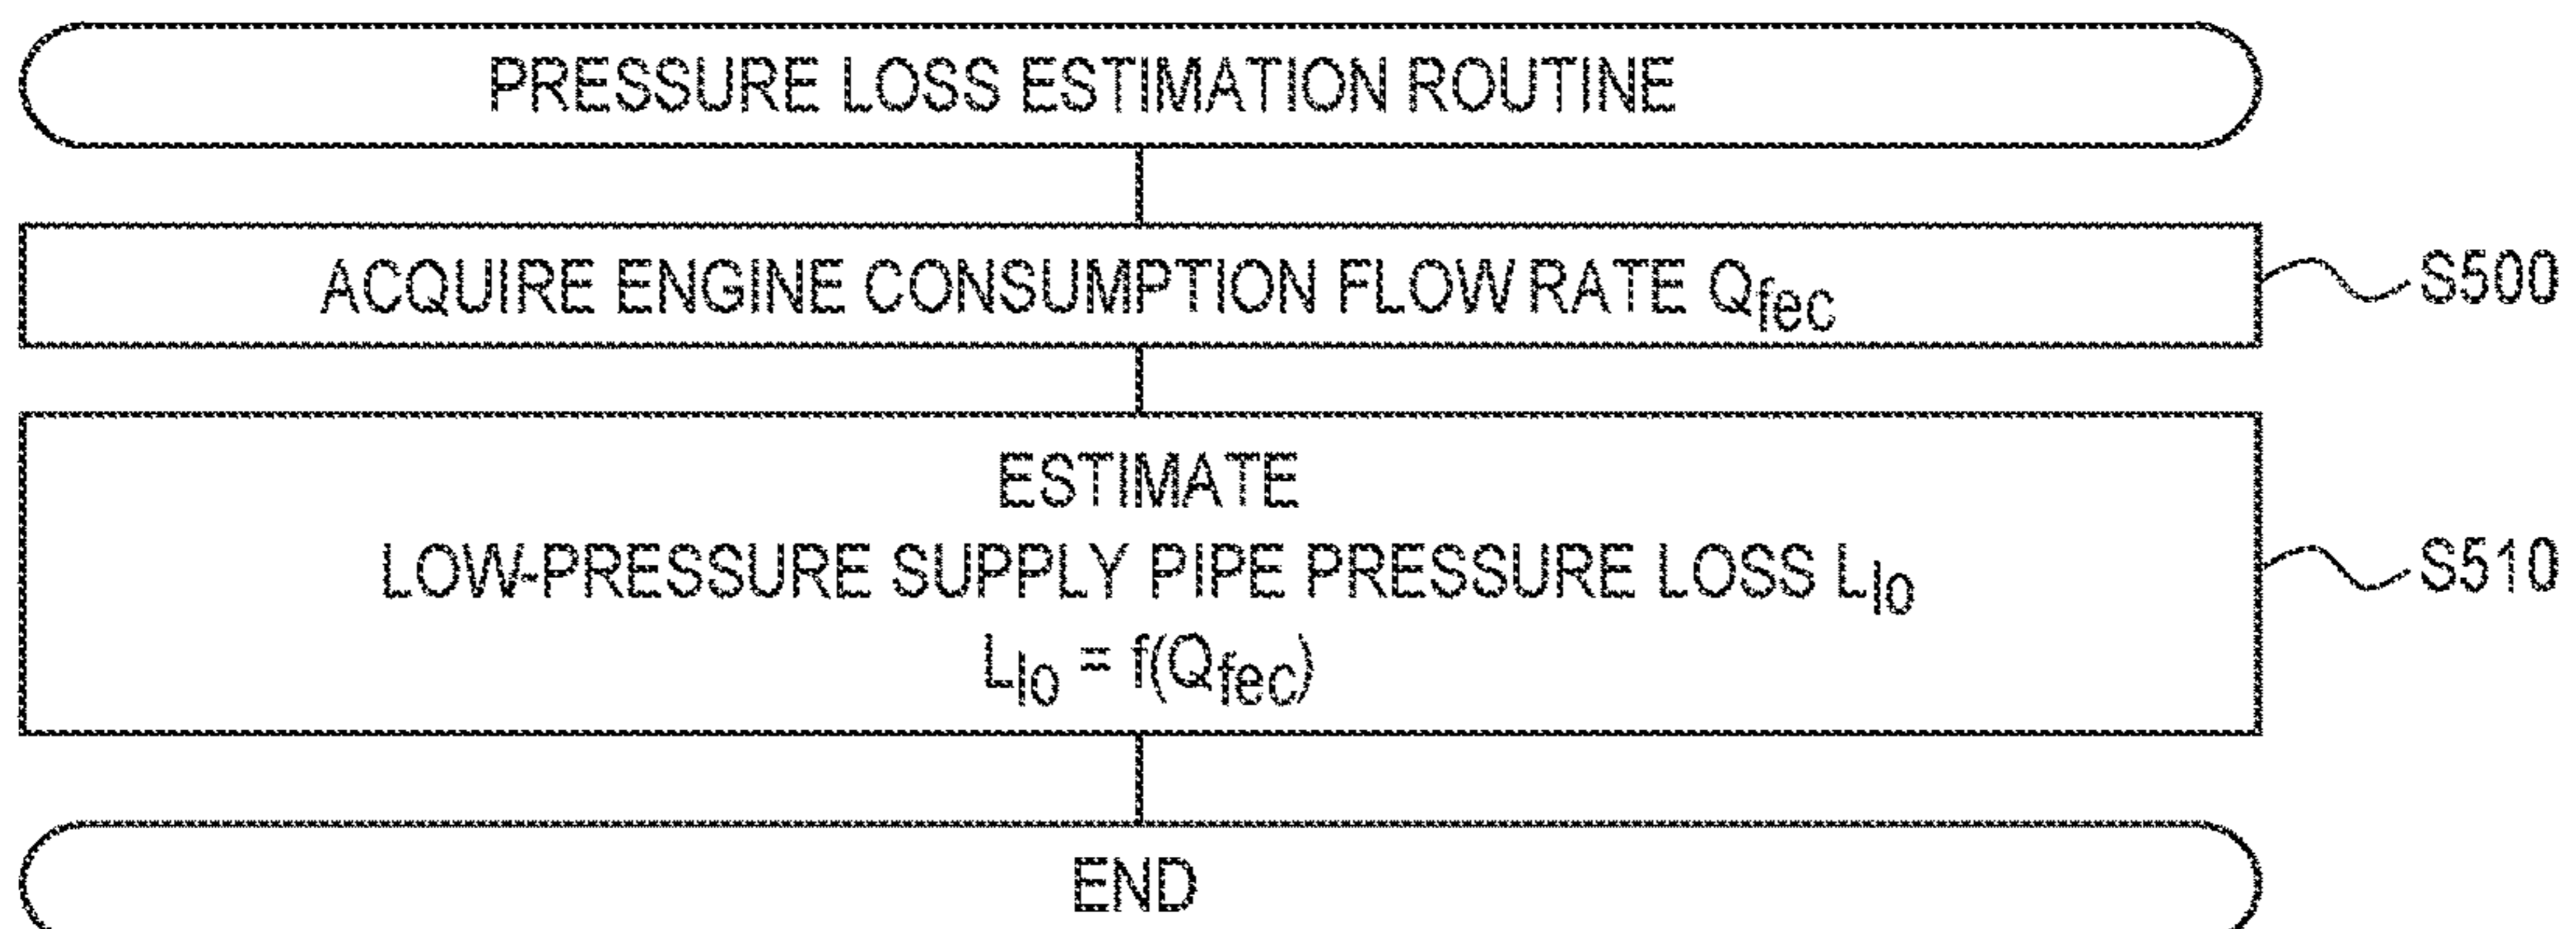 PRESSURE LOSS ESTIMATION ROUTINE
ACQUIRE ENGINE CONSUMPTION FLOW RATE Qfec
S500
ESTIMATE
LOW-PRESSURE SUPPLY PIPE PRESSURE LOSS Llo
S510
Llo = f(Qfec)
END